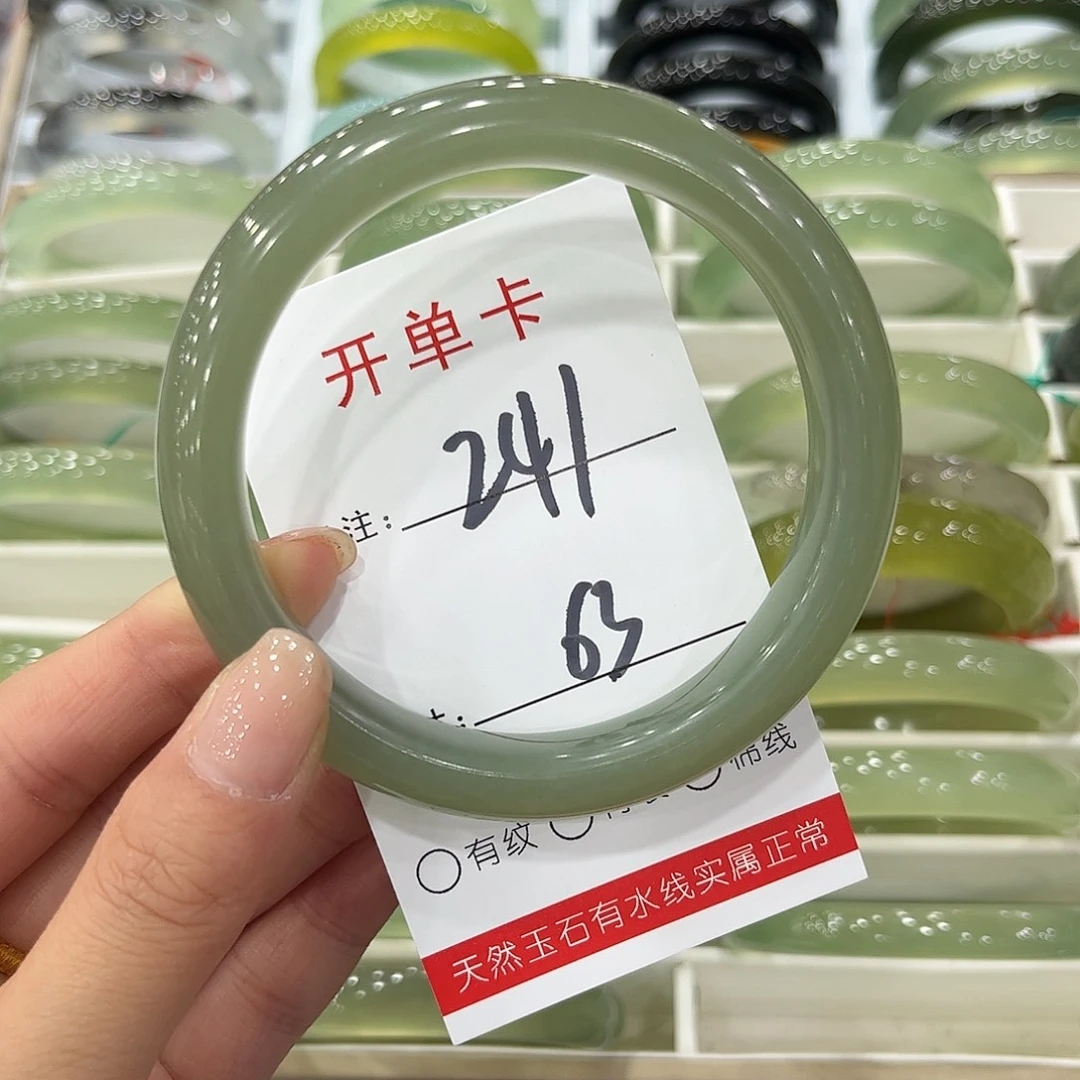 开单卡
注: 241
: 63
有纹
棉线
天然玉石有水线实属正常